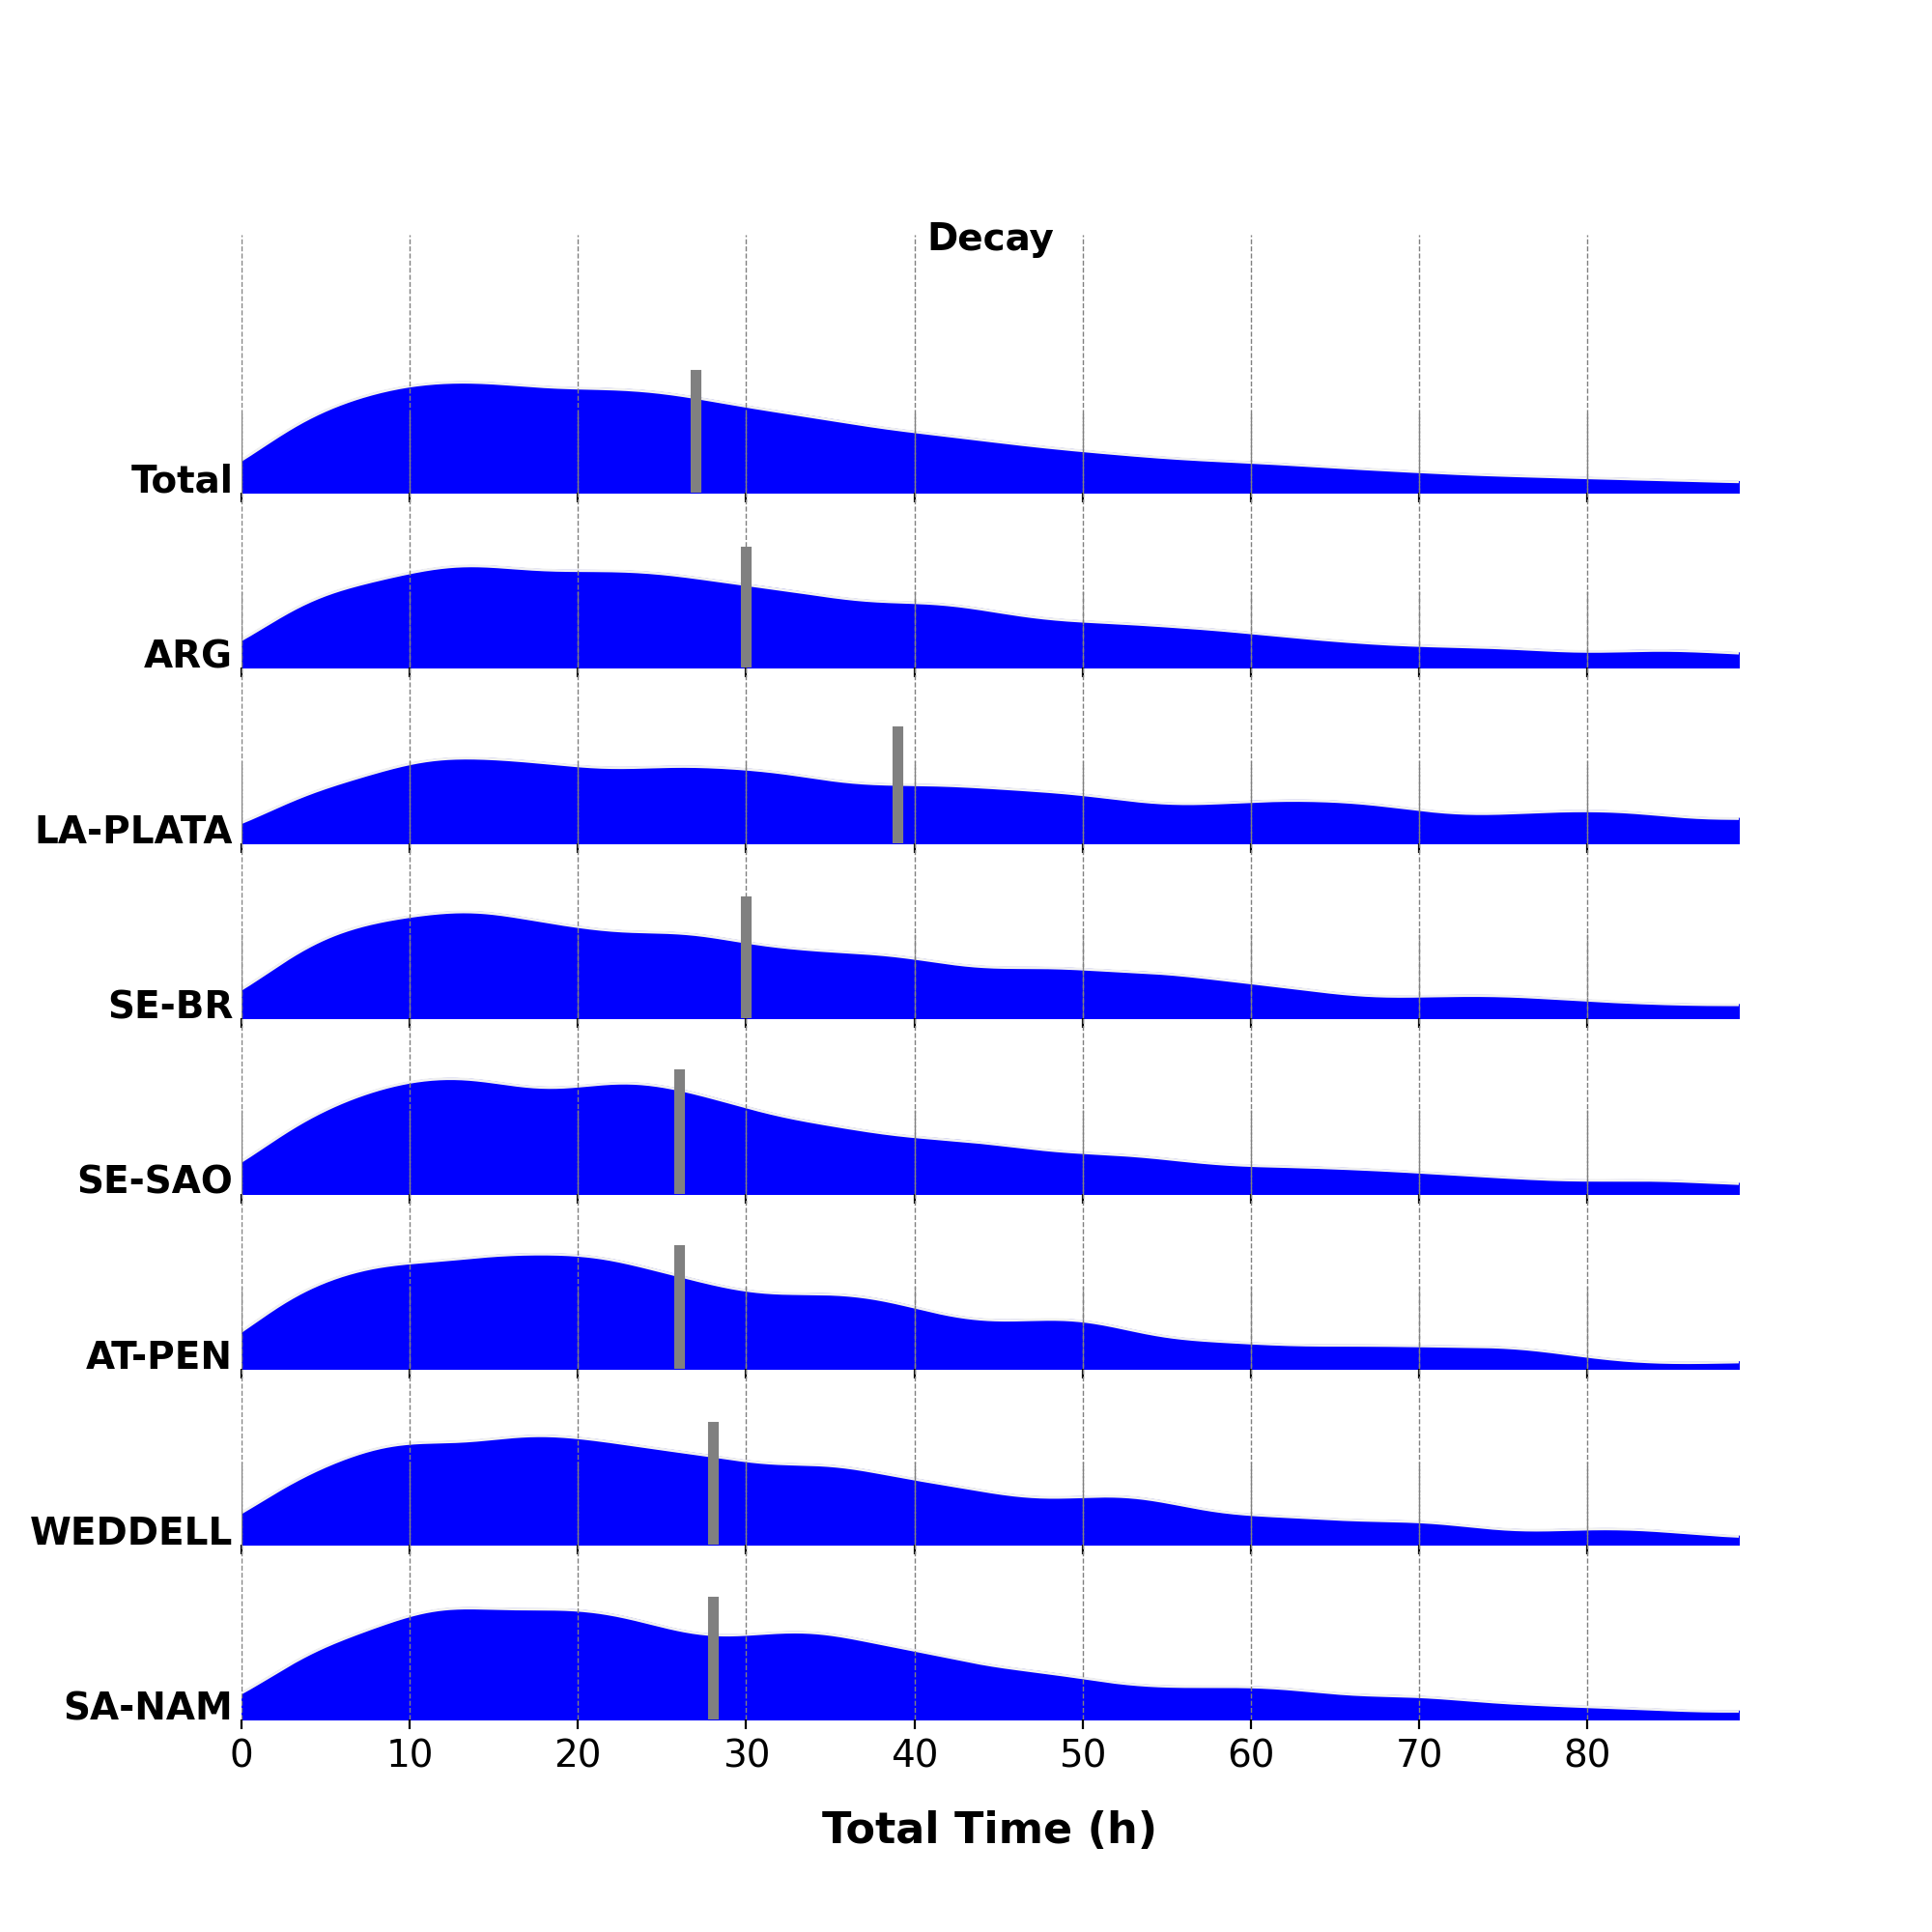 Decay
Total
ARG
LA-PLATA
SE-BR
SE-SAO
AT-PEN
WEDDELL
SA-NAM
0 10 20 30 40 50 60 70 80
Total Time (h)